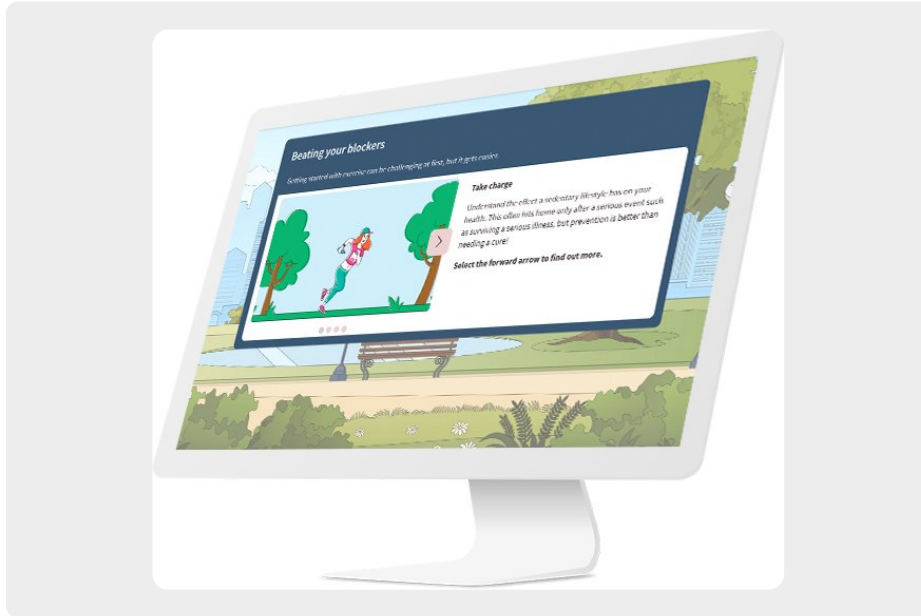 Beating your blockers
Getting started with exercise can be challenging at first, but it gets easier.
Take charge
Understand the effect a sedentary lifestyle has on your
health. This often hits home only after a serious event such
as surviving a serious illness, but prevention is better than
needing a cure!
Select the forward arrow to find out more.